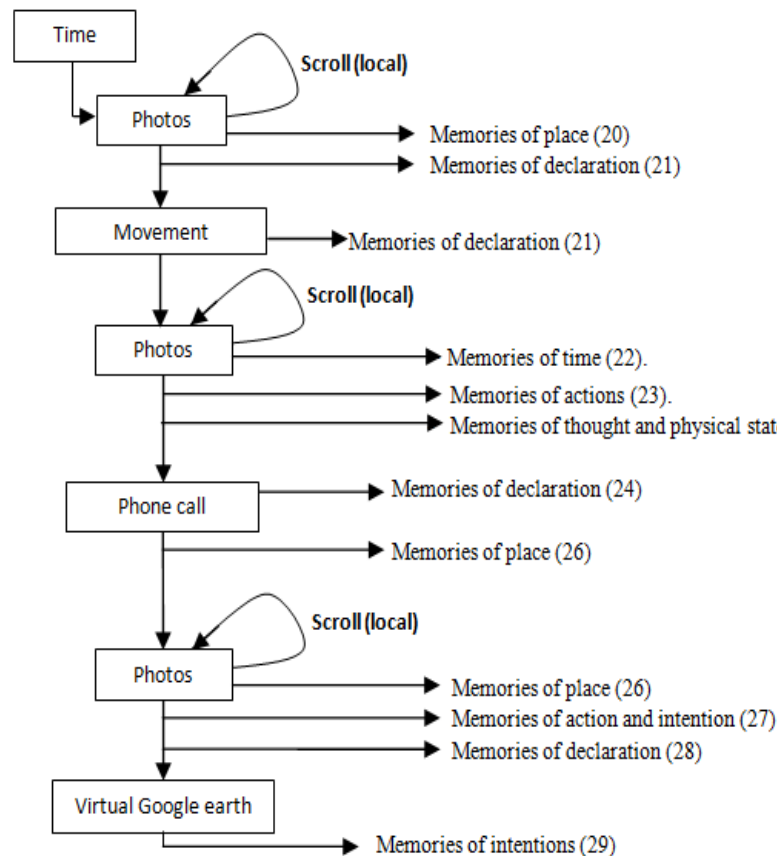 Time
Scroll (local)
Photos
Memories of place (20)
Memories of declaration (21)
Movement
Memories of declaration (21)
Scroll (local)
Photos
Memories of time (22).
Memories of actions (23).
Memories of thought and physical state
Phone call
Memories of declaration (24)
Memories of place (26)
Scroll (local)
Photos
Memories of place (26)
Memories of action and intention (27)
Memories of declaration (28)
Virtual Google earth
Memories of intentions (29)